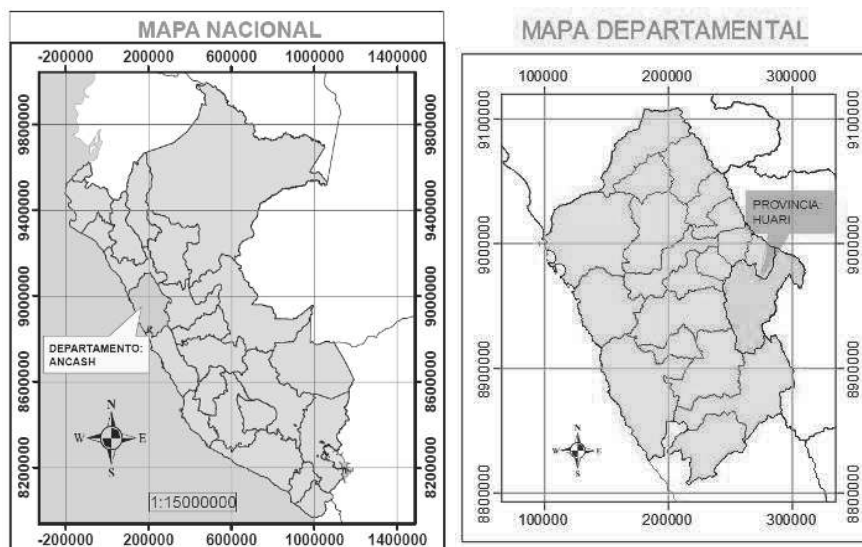 MAPA NACIONAL
-200000 200000 600000 1000000 1400000
9800000 9800000
9400000 9400000
9000000 9000000
DEPARTAMENTO:
ANCASH
8600000 8600000
N
W E
S
8200000 8200000
1:15000000
-200000 200000 600000 1000000 1400000
MAPA DEPARTAMENTAL
100000 200000 300000
9100000 9100000
PROVINCIA:
HUARI
9000000 9000000
8900000 8900000
N
W E
S
8800000 8800000
100000 200000 300000